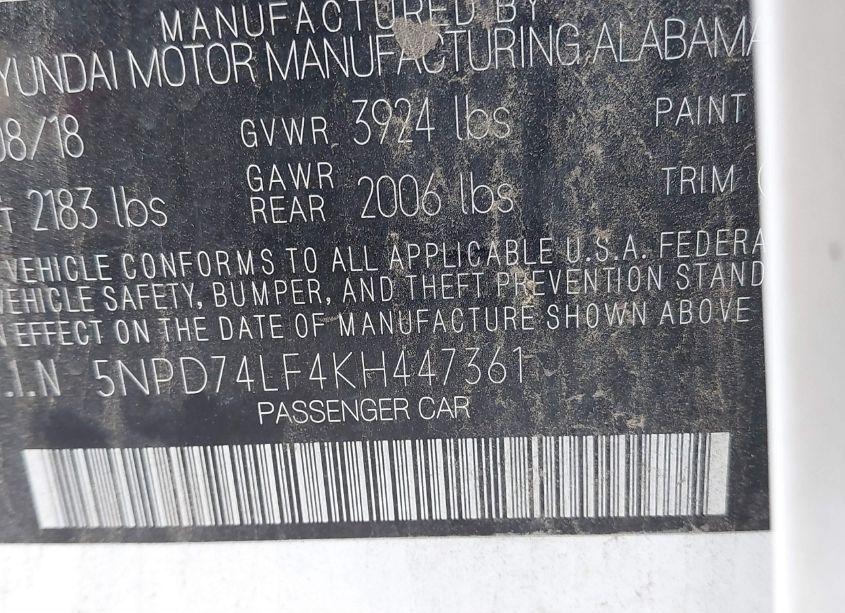 MANUFACTURED BY
YUNDAI MOTOR MANUFACTURING ALABAMA
08/18 GVWR 3924 lbs PAINT
2183 lbs GAWR REAR 2006 lbs TRIM
VEHICLE CONFORMS TO ALL APPLICABLE U.S.A. FEDERA
VEHICLE SAFETY, BUMPER, AND THEFT PREVENTION STAND
N EFFECT ON THE DATE OF MANUFACTURE SHOWN ABOVE
.I.N 5NPD74LF4KH447361
PASSENGER CAR